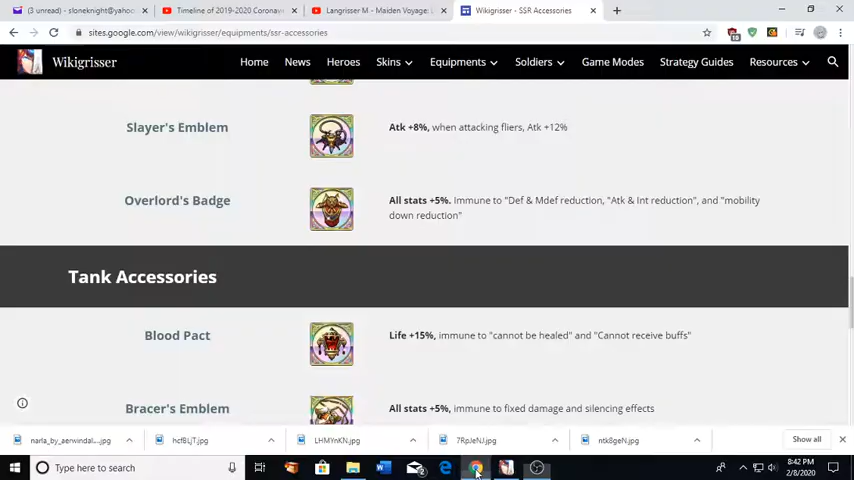 (3 unread) - sloneknight@yahoo
Timeline of 2019-2020 Coronav
Langrisser M - Maiden Voyage: L
Wikigrisser - SSR Accessories
sites.google.com/view/wikigrisser/equipments/ssr-accessories
Wikigrisser
Home
News
Heroes
Skins
Equipments
Soldiers
Game Modes
Strategy Guides
Resources
Slayer's Emblem
Atk +8%, when attacking fliers, Atk +12%
Overlord's Badge
All stats +5%. Immune to "Def & Mdef reduction, "Atk & Int reduction", and "mobility
down reduction"
Tank Accessories
Blood Pact
Life +15%, immune to "cannot be healed" and "Cannot receive buffs"
Bracer's Emblem
All stats +5%, immune to fixed damage and silencing effects
narla_by_aerwindal....jpg
hcfBLjT.jpg
LHMYnKN.jpg
7RpJeNJ.jpg
ntk8geN.jpg
Show all
Type here to search
8:42 PM
2/8/2020